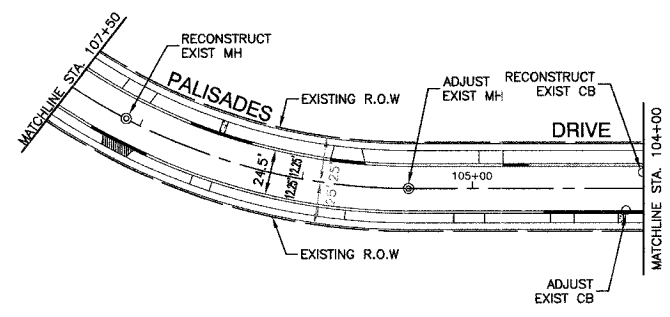 MATCHLINE STA. 107+50
RECONSTRUCT
EXIST MH
PALISADES
EXISTING R.O.W
ADJUST
EXIST MH
RECONSTRUCT
EXIST CB
DRIVE
24.5'
12.25'
12.25'
105+00
MATCHLINE STA. 104+00
EXISTING R.O.W
ADJUST
EXIST CB